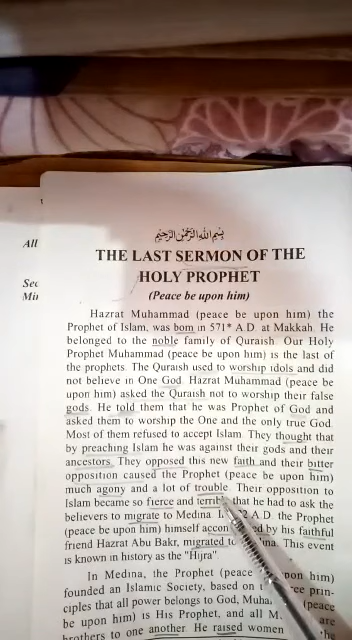 All
Sec
بِسْمِ اللهِ الرَّحْمٰنِ الرَّحِيْمِ
THE LAST SERMON OF THE
HOLY PROPHET
(Peace be upon him)
Hazrat Muhammad (peace be upon him) the
Prophet of Islam, was born in 571* A.D. at Makkah. He
belonged to the noble family of Quraish. Our Holy
Prophet Muhammad (peace be upon him) is the last of
the prophets. The Quraish used to worship idols and did
not believe in One God. Hazrat Muhammad (peace be
upon him) asked the Quraish not to worship their false
gods. He told them that he was Prophet of God and
asked them to worship the One and the only true God.
Most of them refused to accept Islam. They thought that
by preaching Islam he was against their gods and their
ancestors. They opposed this new faith and their bitter
opposition caused the Prophet (peace be upon him)
much agony and a lot of trouble. Their opposition to
Islam became so fierce and that he had to ask the
believers to migrate to Medina. A.D. the Prophet
(peace be upon him) himself by his faithful
friend Hazrat Abu Bakr, migrated to This event
is known in history as the "Hijra".
In Medina, the Prophet (peace upon him)
founded an Islamic Society, based on prin-
ciples that all power belongs to God, (peace
be upon him) is His Prophet, and all are
brothers to one another. He raised women the